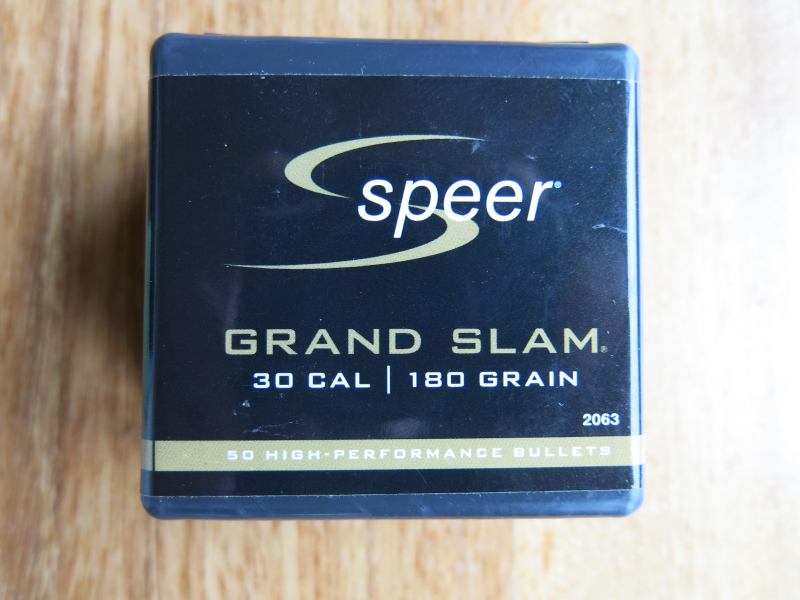 speer®
GRAND SLAM®
30 CAL | 180 GRAIN
2063
50 HIGH-PERFORMANCE BULLETS